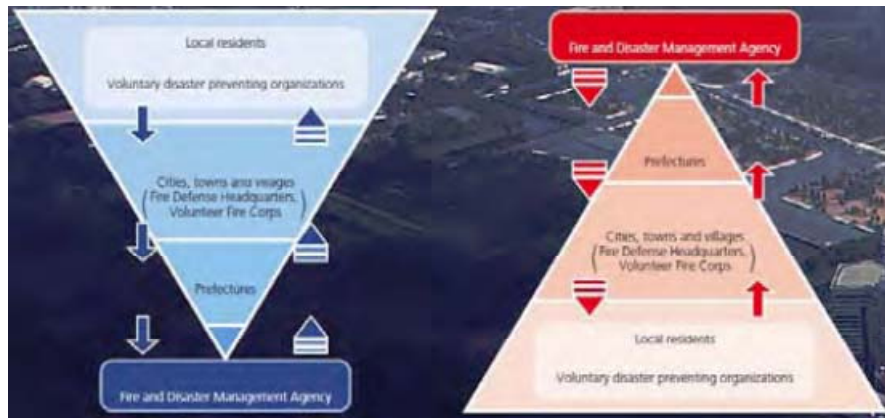 Local residents
Voluntary disaster preventing organizations
Cities, towns and villages
(Fire Defense Headquarters,
Volunteer Fire Corps)
Prefectures
Fire and Disaster Management Agency
Fire and Disaster Management Agency
Prefectures
Cities, towns and villages
(Fire Defense Headquarters,
Volunteer Fire Corps)
Local residents
Voluntary disaster preventing organizations